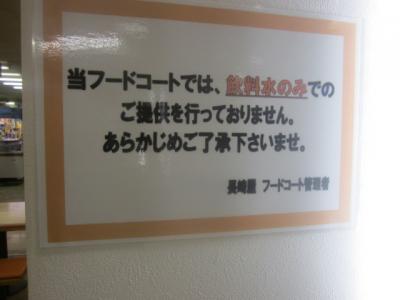 当フードコートでは、飲料水のみでの
ご提供を行っておりません。
あらかじめご了承下さいませ。
長崎屋 フードコート管理者